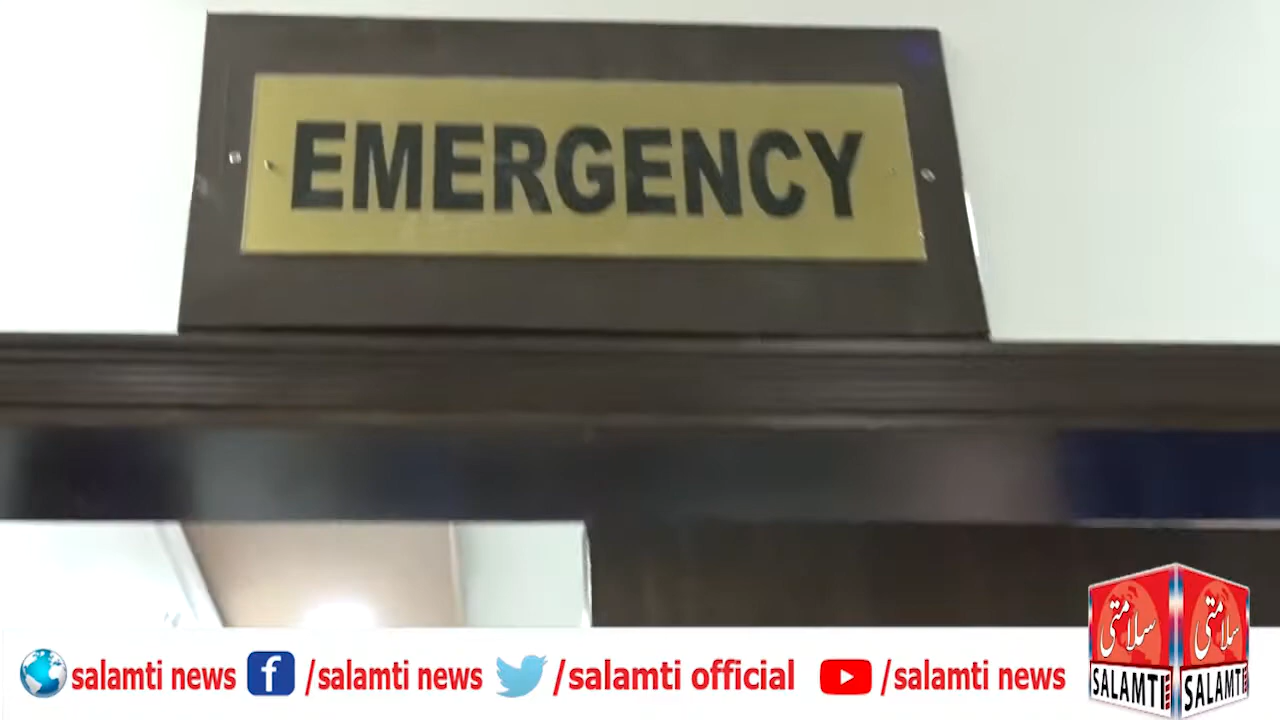 EMERGENCY
salamti news /salamti news /salamti official /salamti news
سلامتی سلامتی
SALAMTI SALAMTI